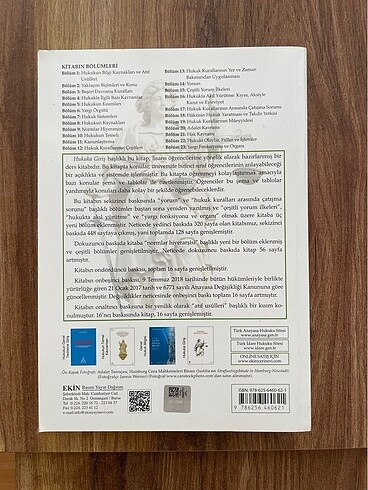 KİTABIN BÖLÜMLERİ
Bölüm 1: Hukukun Bilgi Kaynakları ve Atıf
Usûlleri
Bölüm 2: Yaklaşım Biçimleri ve Konu
Bölüm 3: Beşerî Davranış Kuralları
Bölüm 4: Hukukla İlgili Bazı Kavramlar
Bölüm 5: Hukukun Kısımları
Bölüm 6: Yargı Örgütü
Bölüm 7: Hukuk Sistemleri
Bölüm 8: Hukukun Kaynakları
Bölüm 9: Normlar Hiyerarşisi
Bölüm 10: Hukukun Temeli
Bölüm 11: Kanunlaştırma
Bölüm 12: Hukuk Kurallarının Çeşitleri
Bölüm 13: Hukuk Kurallarının Yer ve Zaman
Bakımından Uygulanması
Bölüm 14: Yorum
Bölüm 15: Çeşitli Yorum İlkeleri
Bölüm 16: Hukukta Akıl Yürütme: Kıyas, Aksiyle
Kanıt ve Evleviyet
Bölüm 17: Hukuk Kurallarının Arasında Çatışma Sorunu
Bölüm 18: Hâkimin Hukuk Yaratması ve Takdir Yetkisi
Bölüm 19: Hukuk Kurallarının Müeyyidesi
Bölüm 20: Adalet Kavramı
Bölüm 21: Hak Kavramı
Bölüm 22: Hukukî Olaylar, Fiiller ve İşlemler
Bölüm 23: Yargı Fonksiyonu ve Organı
Hukuka Giriş başlıklı bu kitap, lisans öğrencilerine yönelik olarak hazırlanmış bir
ders kitabıdır. Bu kitapta konular, üniversite birinci sınıf öğrencilerinin anlayabileceği
bir açıklıkta ve sistemde işlenmiştir. Bu kitapta öğrenmeyi kolaylaştırmak amacıyla
bazı konular şema ve tablolar ile özetlenmiştir. Öğrenciler bu şema ve tablolar
yardımıyla konuları daha kolay bir şekilde öğrenebileceklerdir.
Bu kitabın sekizinci baskısında "yorum" ve "hukuk kuralları arasında çatışma
sorunu" başlıklı bölümler baştan sona yeniden yazılmış ve "çeşitli yorum ilkeleri",
"hukukta akıl yürütme" ve "yargı fonksiyonu ve organı" olmak üzere kitaba üç
yeni bölüm eklenmiştir. Neticede yedinci baskıda 320 sayfa olan kitabımız, sekizinci
baskıda 448 sayfaya çıkmış, yani toplamda 128 sayfa genişlemiştir.
Dokuzuncu baskıda kitaba "normlar hiyerarşisi" başlıklı yeni bir bölüm eklenmiş
ve çeşitli bölümler genişletilmiştir. Netice dokuzuncu baskıda kitap 56 sayfa
artmıştır.
Kitabın ondördüncü baskısı, toplam 16 sayfa genişletilmiştir.
Kitabın onbeşinci baskısı, 9 Temmuz 2018 tarihinde bütün hükümleriyle birlikte
yürürlüğe giren 21 Ocak 2017 tarih ve 6771 sayılı Anayasa Değişikliği Kanununa göre
güncellenmiştir. Değişiklikler neticesinde onbeşinci baskı toplam 16 sayfa artmıştır.
Kitabın onaltıncı baskısına bir yenilik olarak "atıf usûlleri" başlıklı bir kısım ko-
nulmuştur. 16'ncı baskıda kitap, 16 sayfa genişlemiştir.
Türk Anayasa Hukuku Sitesi
www.anayasa.gen.tr
Türk İdare Hukuku Sitesi
www.idare.gen.tr
ONLINE SATIŞ İÇİN
www.ekinyayinevi.com
EKİN Basım Yayın Dağıtım
ISBN: 978-625-6460-62-1
9 786256 460621